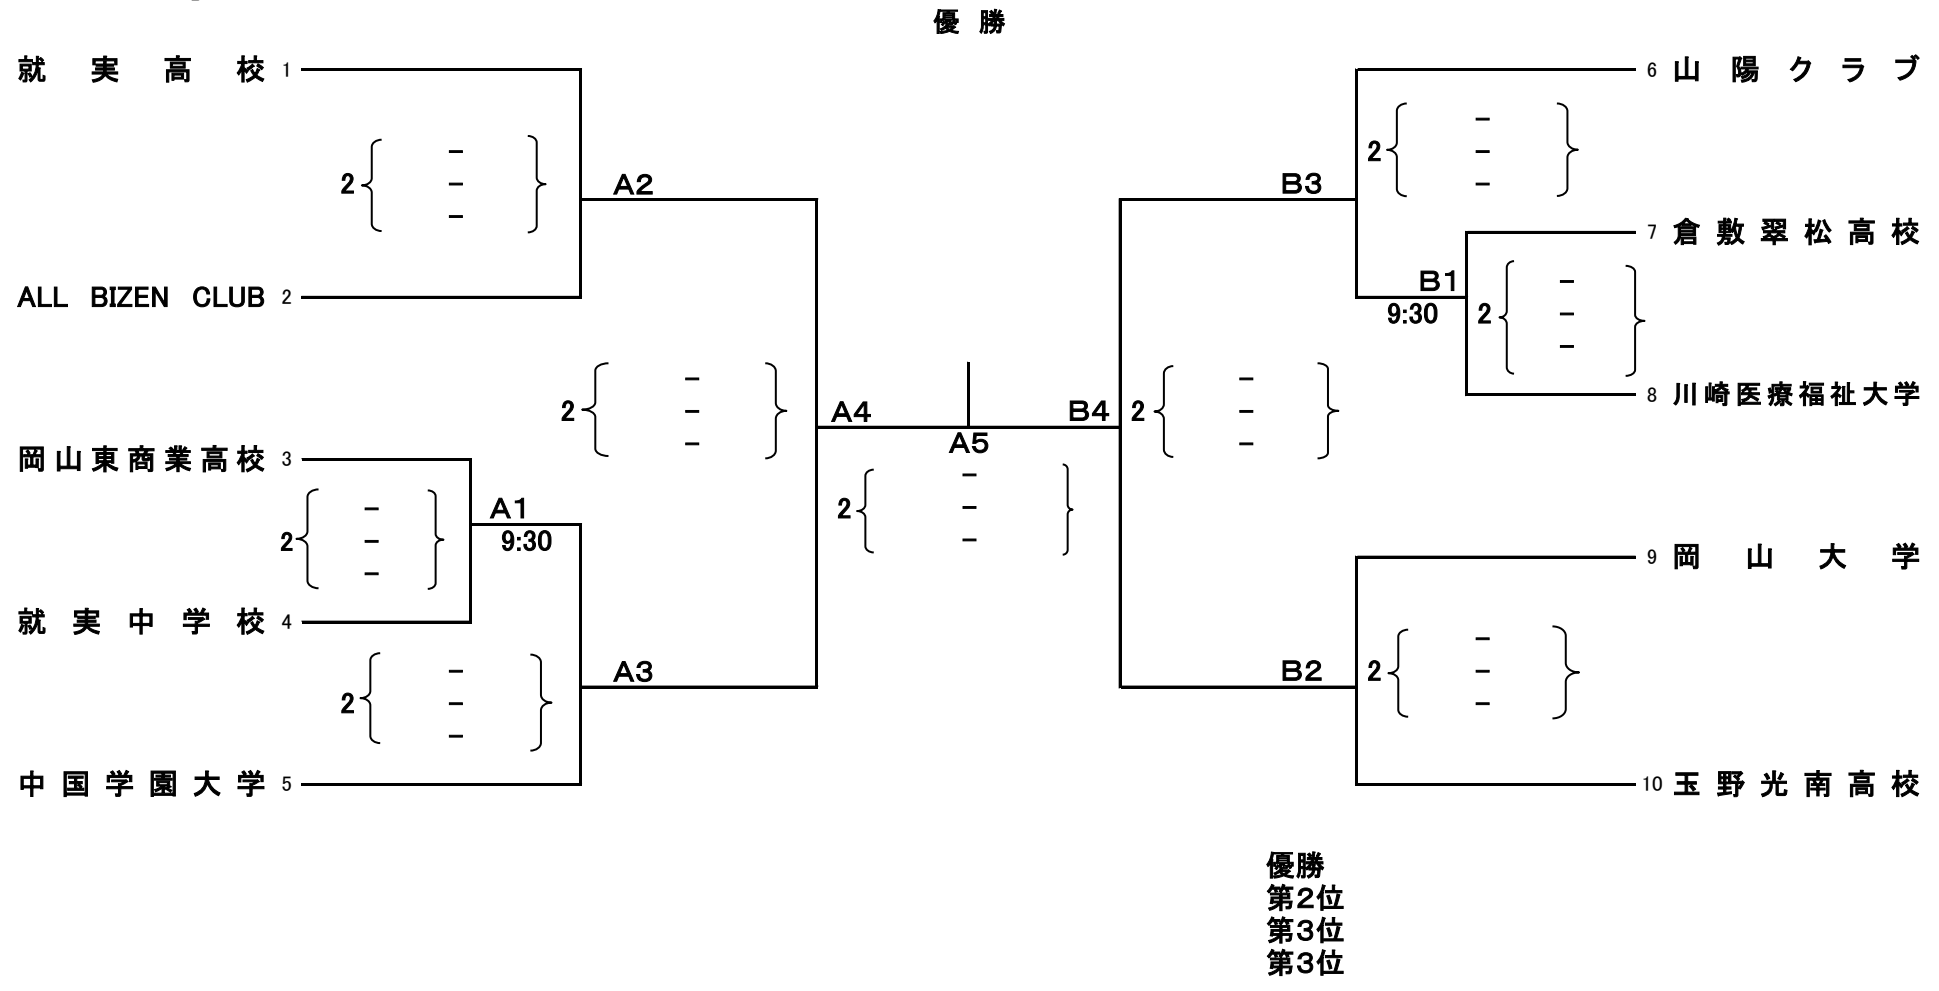 優勝
就実高校 1
6 山陽クラブ
－
－
－
2
－
－
－
2
A2
B3
7 倉敷翠松高校
B1
9:30
－
－
－
2
ALL BIZEN CLUB 2
8 川崎医療福祉大学
－
－
－
2
A4
B4
2
－
－
－
A5
－
－
－
2
岡山東商業高校 3
－
－
－
2
A1
9:30
9 岡山大学
就実中学校 4
－
－
－
2
A3
B2
2
－
－
－
中国学園大学 5
10 玉野光南高校
優勝
第2位
第3位
第3位